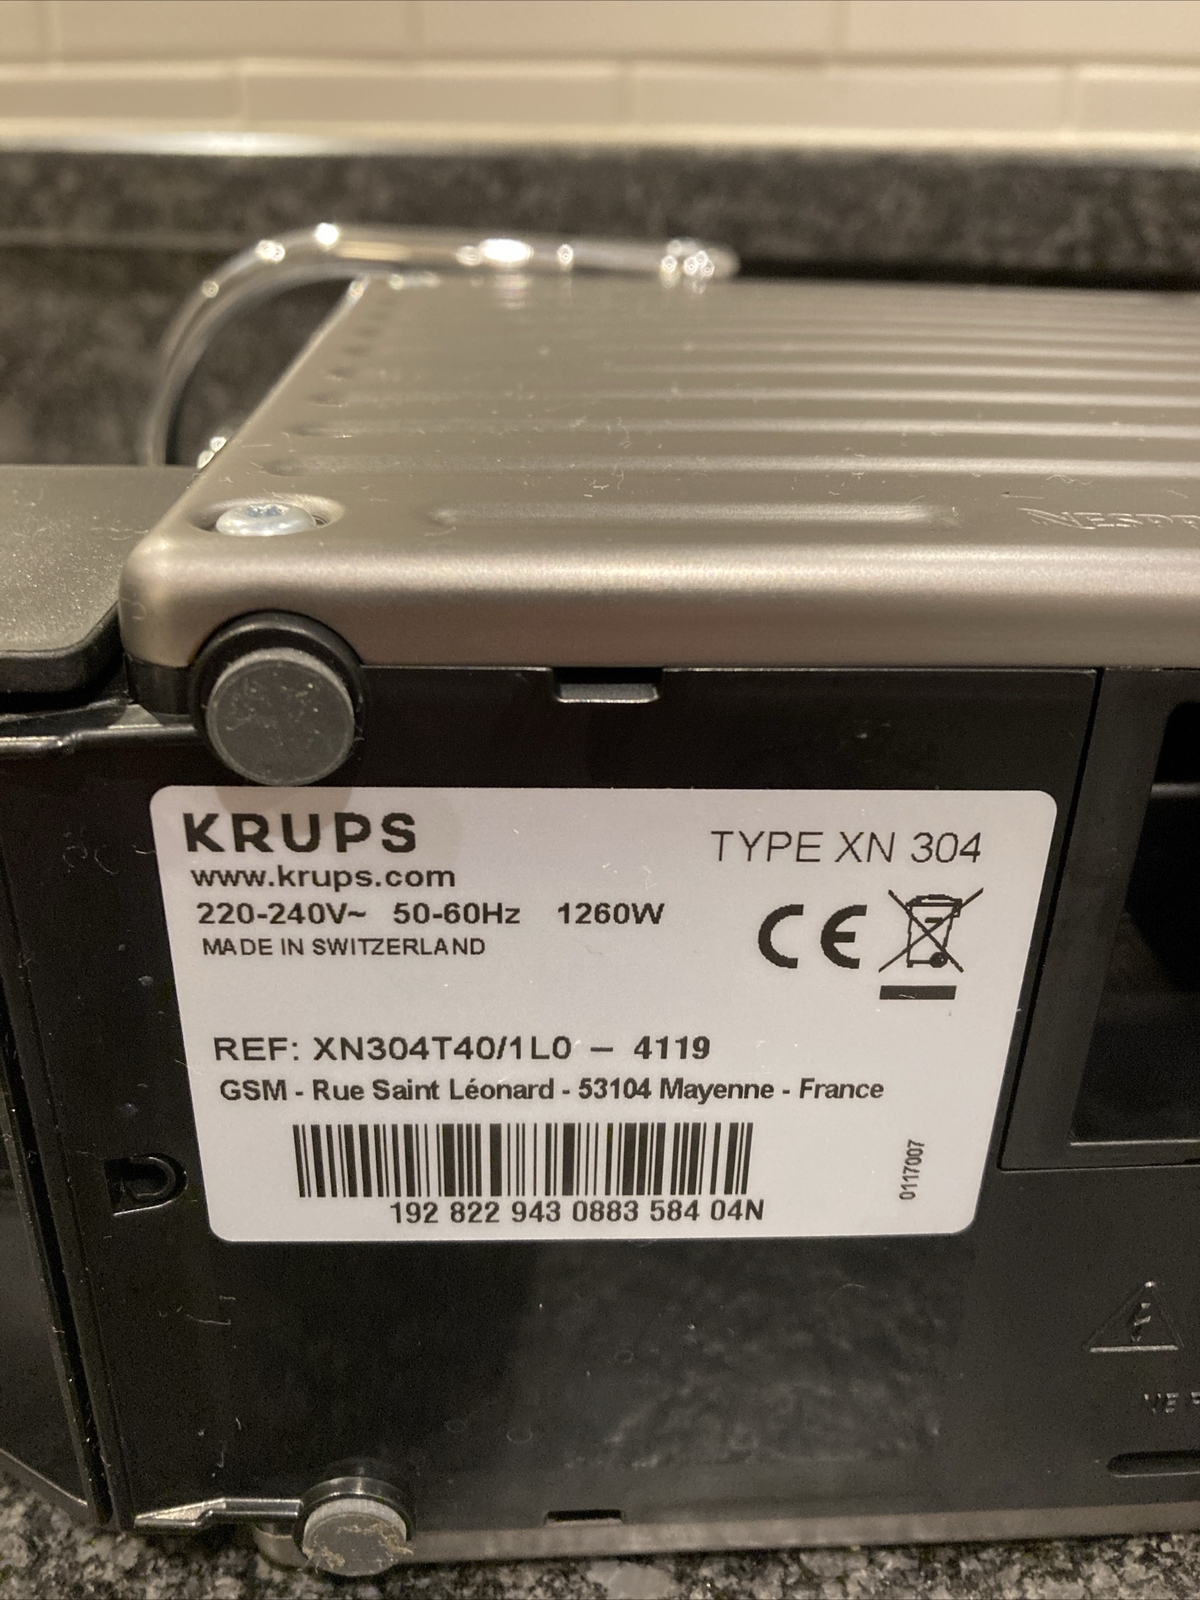 KRUPS
www.krups.com
TYPE XN 304
220-240V~ 50-60Hz 1260W
MADE IN SWITZERLAND
CE
REF: XN304T40/1L0 – 4119
GSM - Rue Saint Léonard - 53104 Mayenne - France
192 822 943 0883 584 04N
0117007